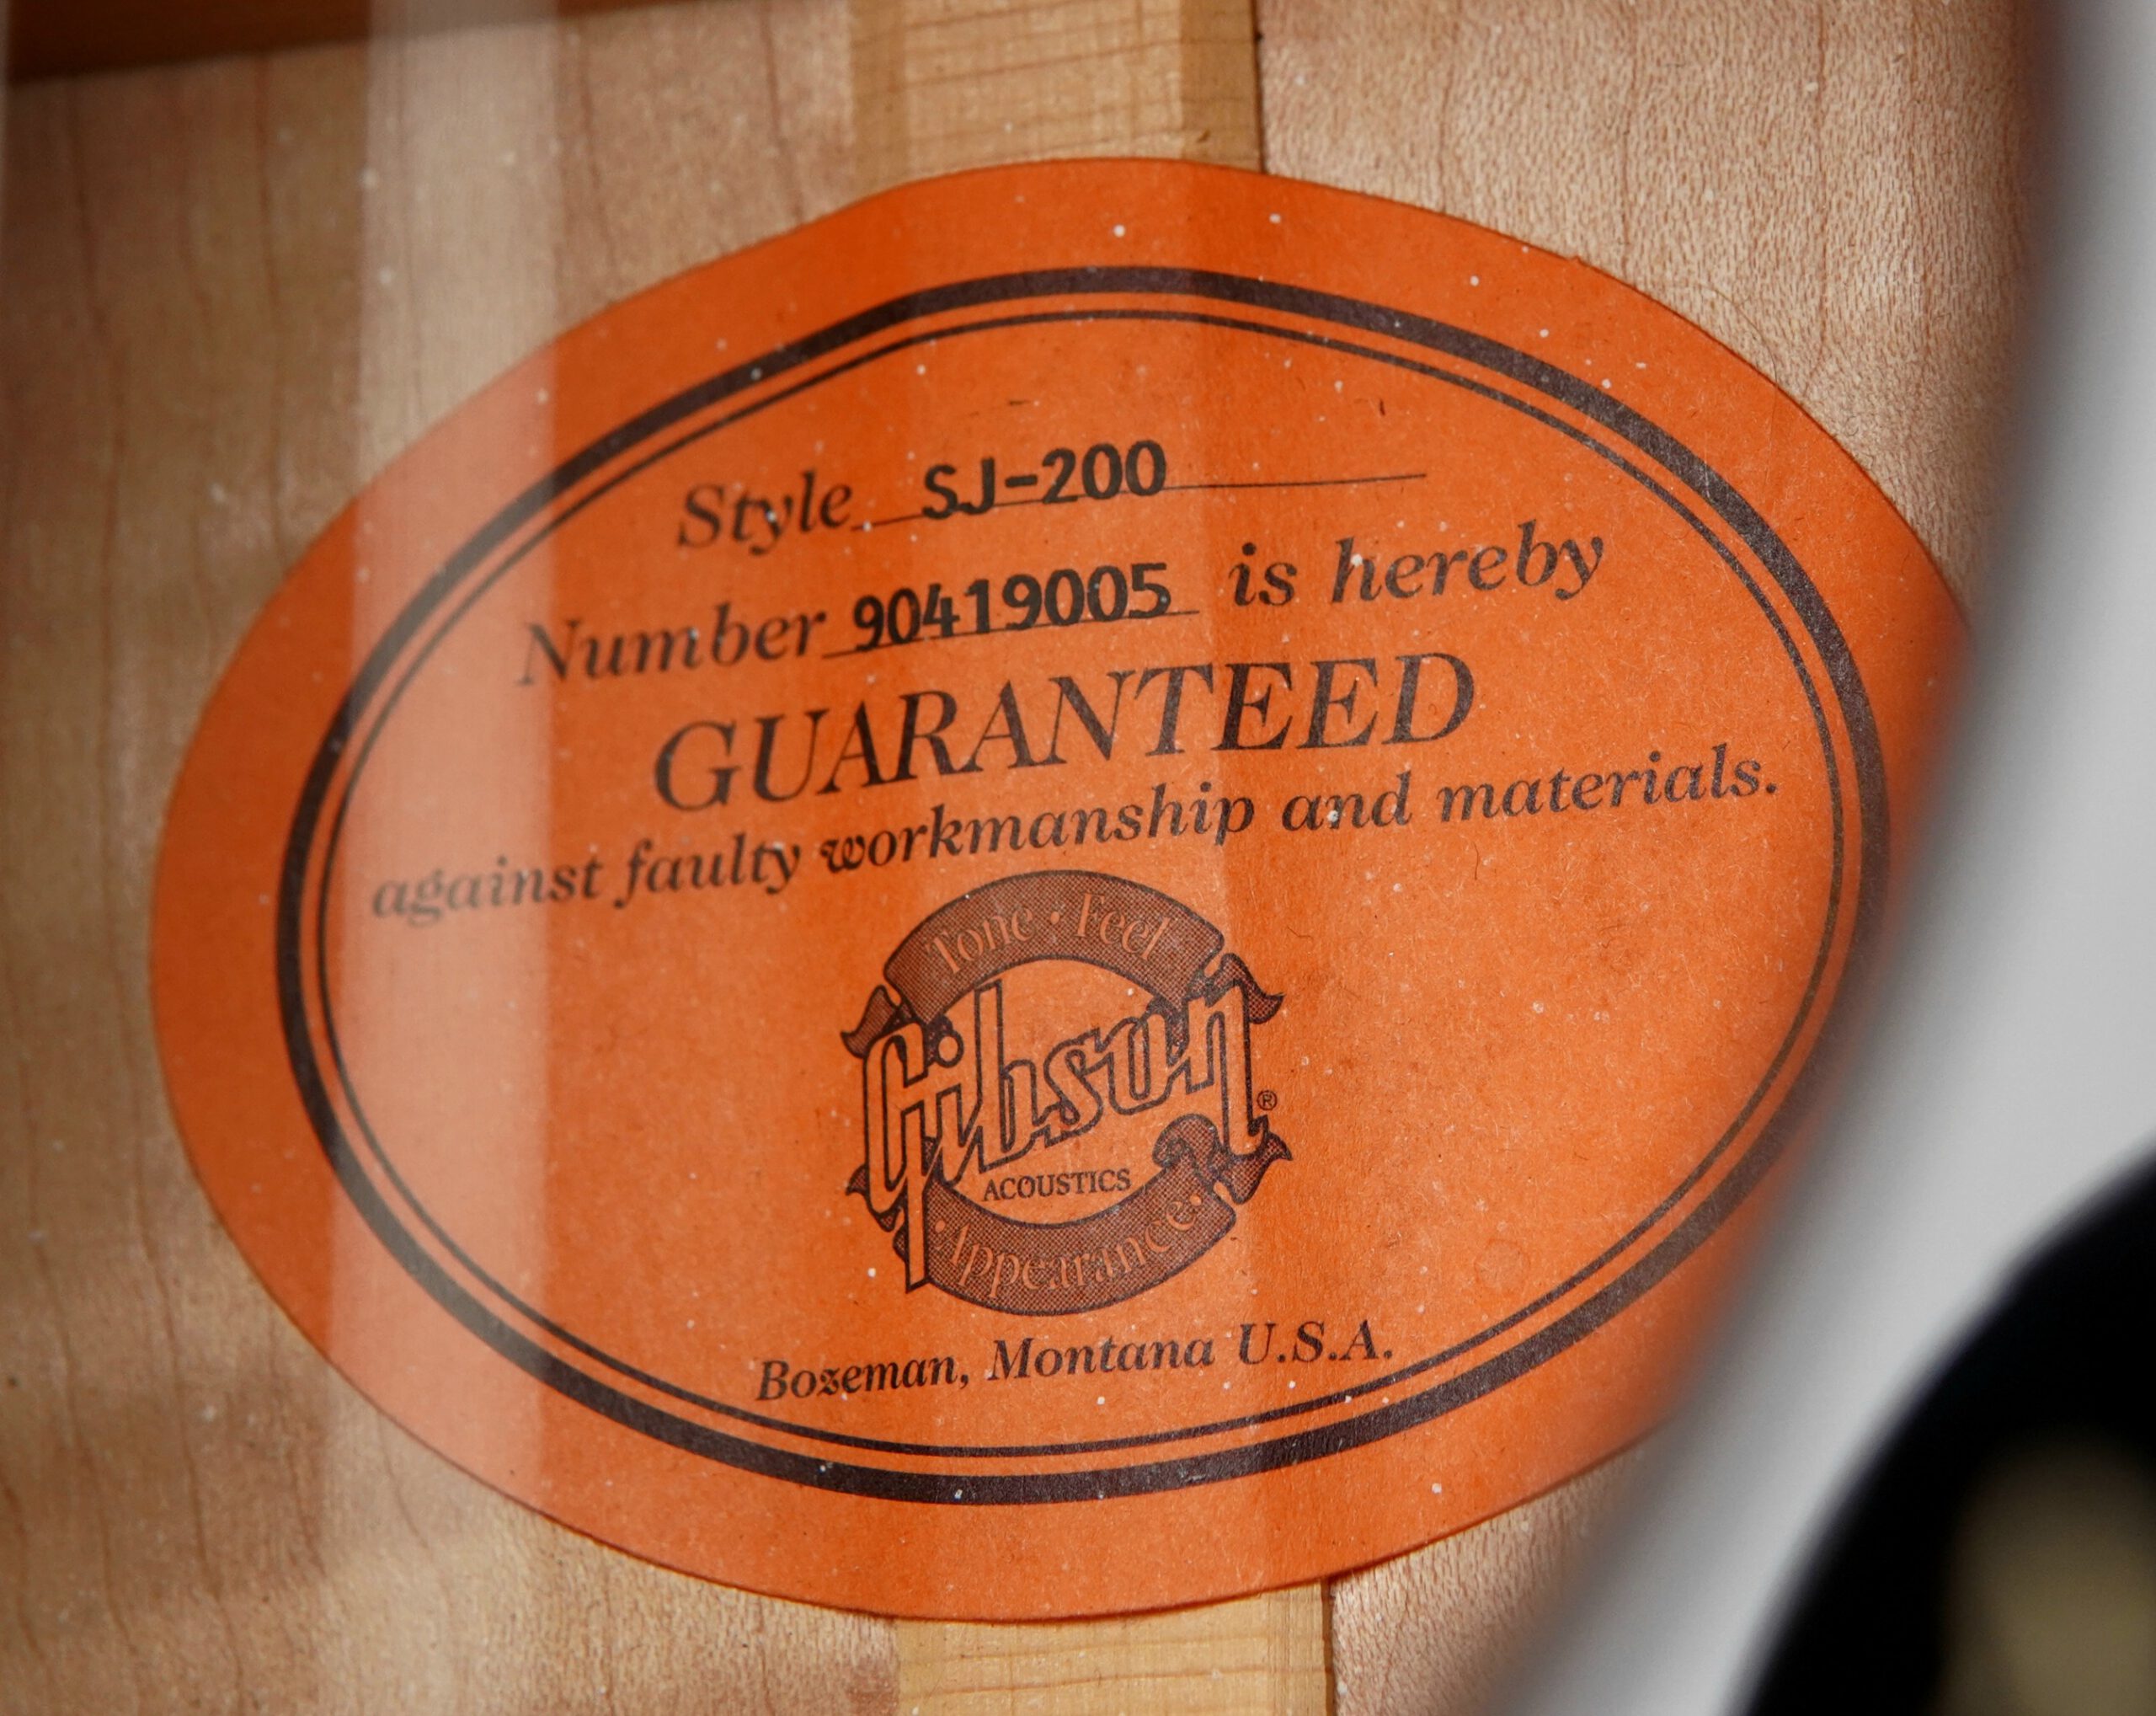 Style SJ-200
Number 90419005 is hereby
GUARANTEED
against faulty workmanship and materials.
Tone · Feel
Gibson ®
ACOUSTICS
· Appearance ·
Bozeman, Montana U.S.A.